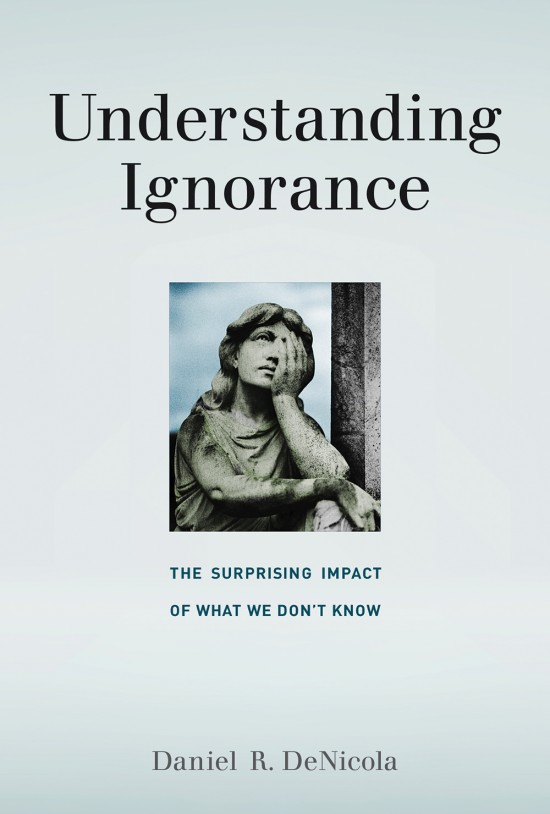 Understanding
Ignorance
THE SURPRISING IMPACT
OF WHAT WE DON'T KNOW
Daniel R. DeNicola